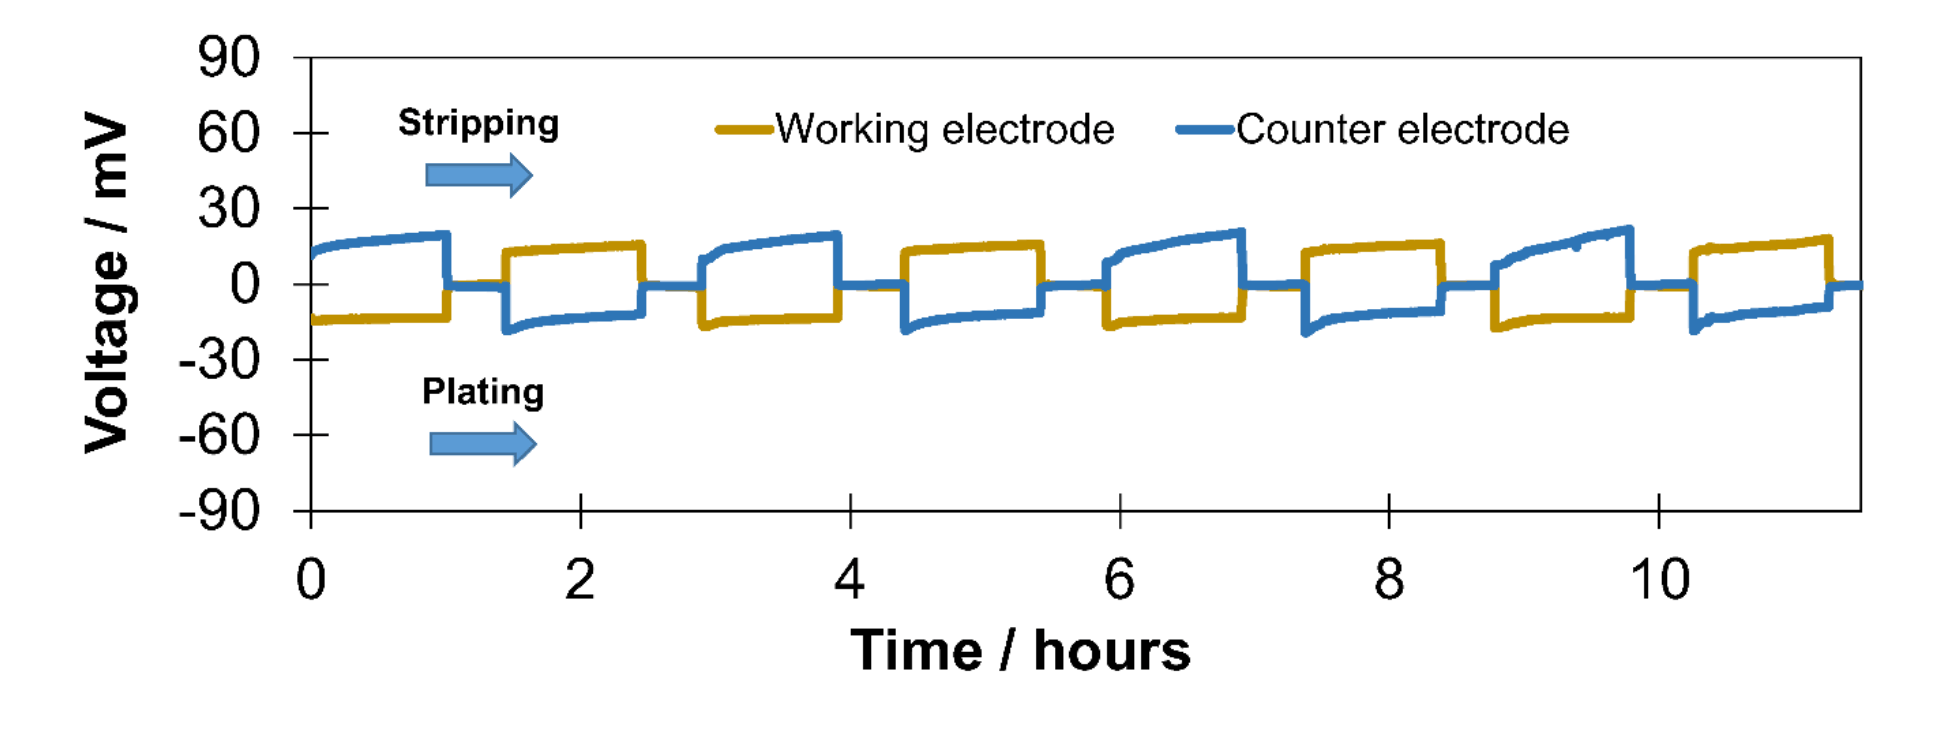 90
60
30
0
-30
-60
-90
Voltage / mV
Stripping
Working electrode
Counter electrode
Plating
0 2 4 6 8 10
Time / hours